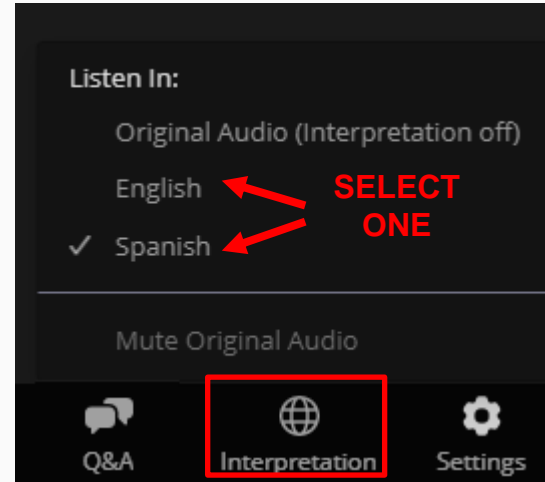 Listen In:
Original Audio (Interpretation off)
English
SELECT
ONE
✓ Spanish
Mute Original Audio
Q&A
Interpretation
Settings